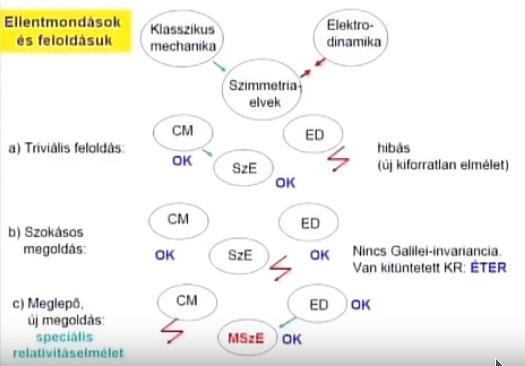 Ellentmondások
és feloldásuk
Klasszikus
mechanika
Elektro-
dinamika
Szimmetria-
elvek
a) Triviális feloldás:
CM
OK
SzE
OK
ED
hibás
(új kiforratlan elmélet)
b) Szokásos
megoldás:
CM
OK
SzE
ED
OK
Nincs Galilei-invariancia.
Van kitüntetett KR: ÉTER
c) Meglepő,
új megoldás:
speciális
relativitáselmélet
CM
MSzE
OK
ED
OK